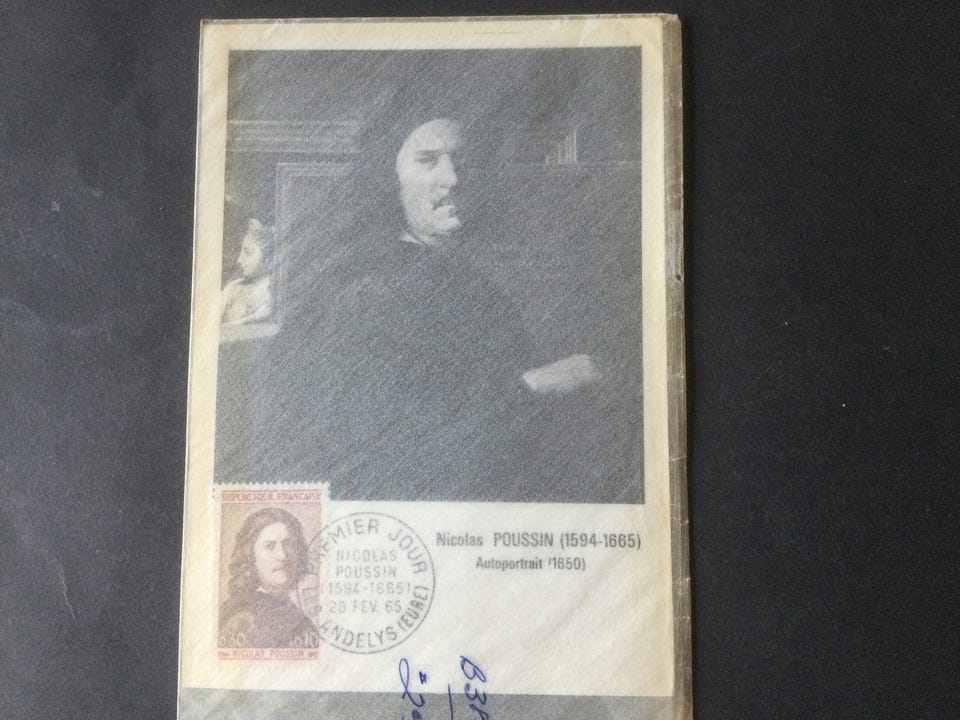 REPUBLIQUE FRANÇAISE
0.30 +0.10
NICOLAS POUSSIN
PREMIER JOUR
NICOLAS
POUSSIN
(1594-1665)
20 FEV. 65
LES ANDELYS (EURE)
Nicolas POUSSIN (1594-1665)
Autoportrait (1650)